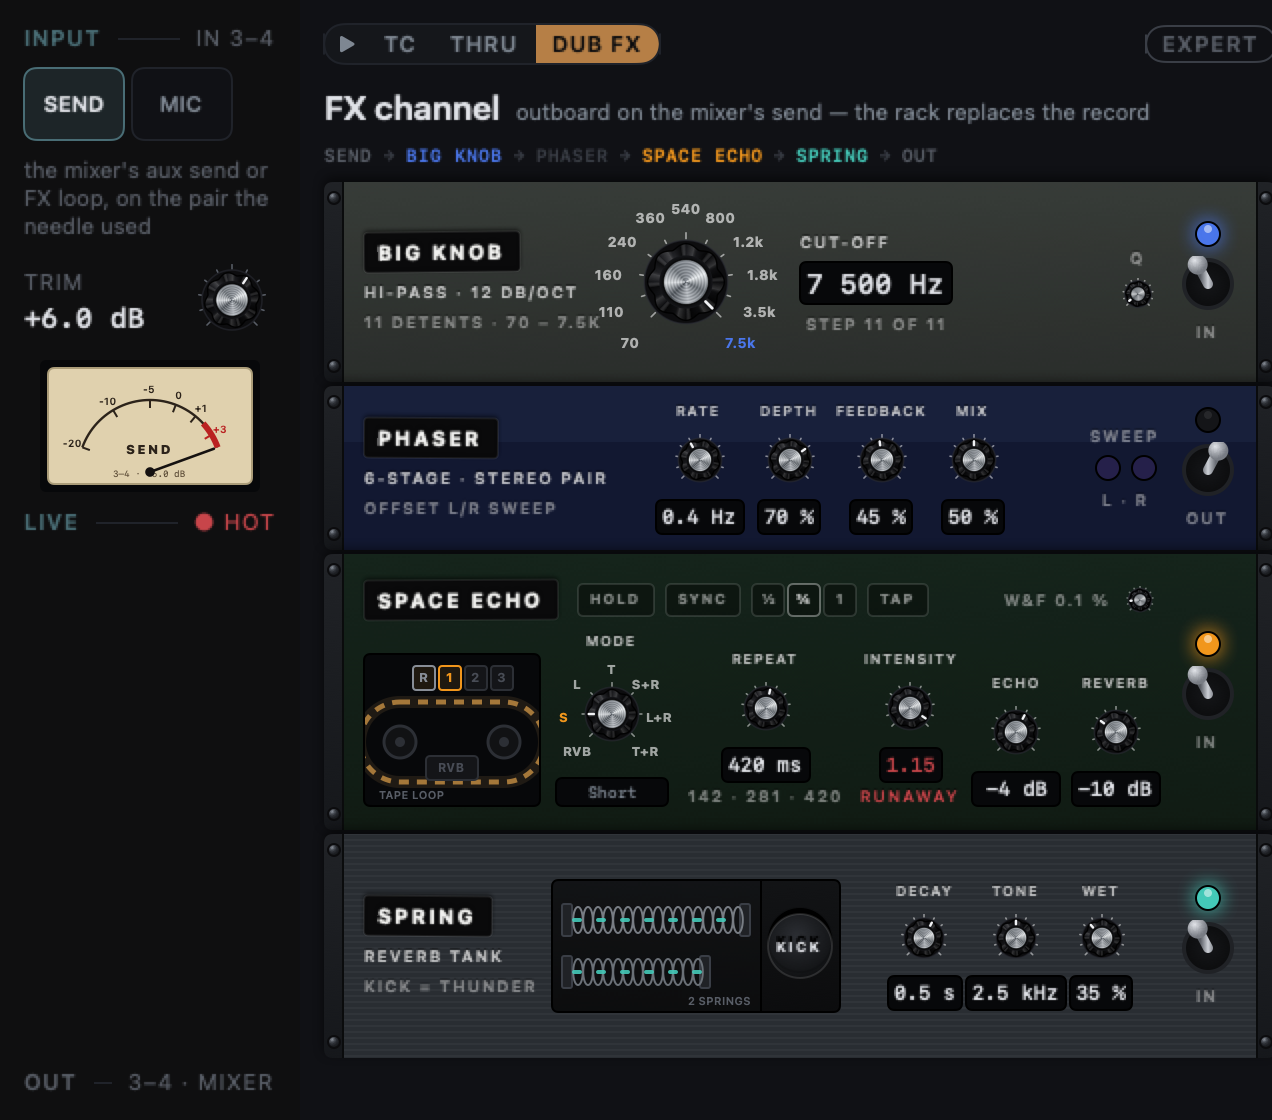 INPUT IN 3–4
SEND MIC
the mixer's aux send or
FX loop, on the pair the
needle used
TRIM
+6.0 dB
-20 -10 -5 0 +1 +3
SEND
LIVE HOT
OUT 3–4 · MIXER
TC THRU DUB FX EXPERT
FX channel outboard on the mixer's send — the rack replaces the record
SEND → BIG KNOB → PHASER → SPACE ECHO → SPRING → OUT
BIG KNOB
HI-PASS · 12 DB/OCT
11 DETENTS · 70 – 7.5K
70 110 160 240 360 540 800 1.2k 1.8k 3.5k 7.5k
CUT-OFF
7 500 Hz
STEP 11 OF 11
Q
IN
PHASER
6-STAGE · STEREO PAIR
OFFSET L/R SWEEP
RATE DEPTH FEEDBACK MIX
0.4 Hz 70 % 45 % 50 %
SWEEP
L · R
OUT
SPACE ECHO
HOLD SYNC ½ ¾ 1 TAP
W&F 0.1 %
R 1 2 3
RVB
TAPE LOOP
MODE
RVB S L T S+R L+R T+R
Short
REPEAT
420 ms
142 · 281 · 420
INTENSITY
1.15
RUNAWAY
ECHO
-4 dB
REVERB
-10 dB
IN
SPRING
REVERB TANK
KICK = THUNDER
2 SPRINGS
KICK
DECAY TONE WET
0.5 s 2.5 kHz 35 %
IN